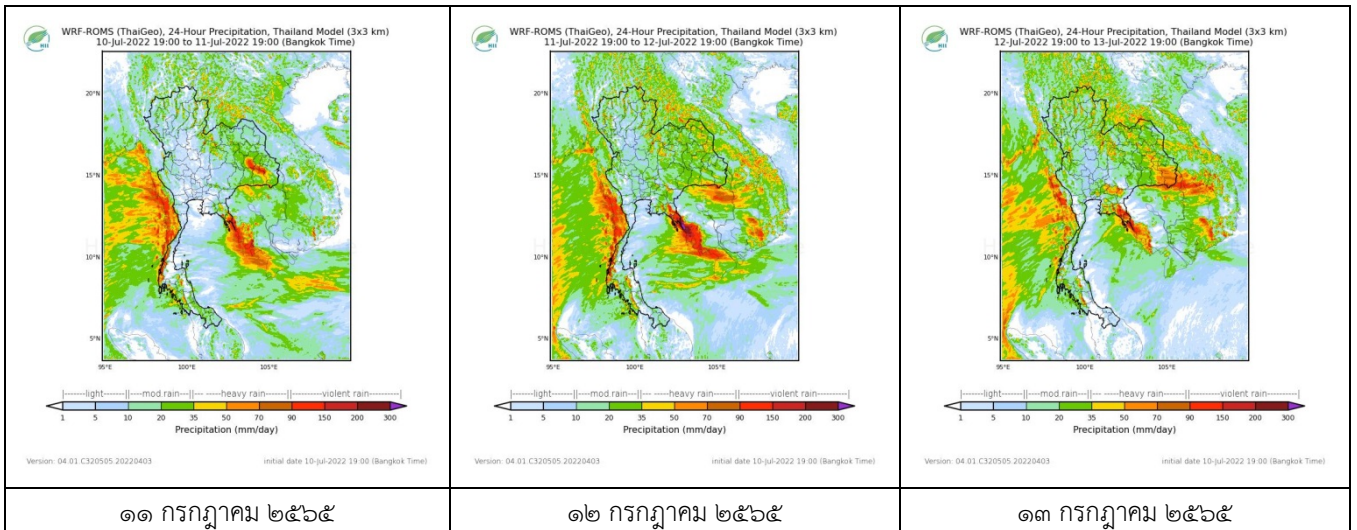 HII
WRF-ROMS (ThaiGeo), 24-Hour Precipitation, Thailand Model (3x3 km)
10-Jul-2022 19:00 to 11-Jul-2022 19:00 (Bangkok Time)
20°N
15°N
10°N
5°N
95°E 100°E 105°E
|-------light------||---mod.rain---||--- -heavy rain----||-------violent rain-------|
1 5 10 20 35 50 70 90 150 200 300
Precipitation (mm/day)
Version: 04.01.C320505.20220403 initial date 10-Jul-2022 19:00 (Bangkok Time)
๑๑ กรกฎาคม ๒๕๖๕
HII
WRF-ROMS (ThaiGeo), 24-Hour Precipitation, Thailand Model (3x3 km)
11-Jul-2022 19:00 to 12-Jul-2022 19:00 (Bangkok Time)
20°N
15°N
10°N
5°N
95°E 100°E 105°E
|-------light------||---mod.rain---||--- -heavy rain----||-------violent rain-------|
1 5 10 20 35 50 70 90 150 200 300
Precipitation (mm/day)
Version: 04.01.C320505.20220403 initial date 10-Jul-2022 19:00 (Bangkok Time)
๑๒ กรกฎาคม ๒๕๖๕
HII
WRF-ROMS (ThaiGeo), 24-Hour Precipitation, Thailand Model (3x3 km)
12-Jul-2022 19:00 to 13-Jul-2022 19:00 (Bangkok Time)
20°N
15°N
10°N
5°N
95°E 100°E 105°E
|-------light------||---mod.rain---||--- -heavy rain----||-------violent rain-------|
1 5 10 20 35 50 70 90 150 200 300
Precipitation (mm/day)
Version: 04.01.C320505.20220403 initial date 10-Jul-2022 19:00 (Bangkok Time)
๑๓ กรกฎาคม ๒๕๖๕